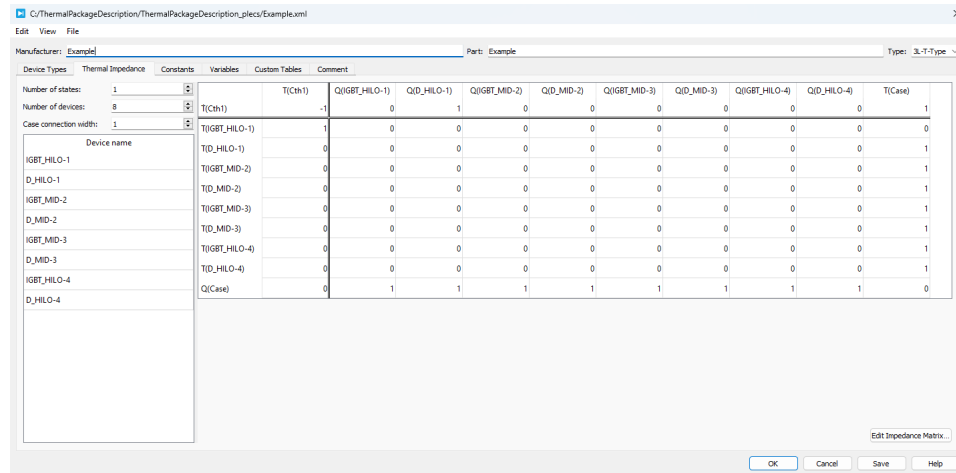 C:/ThermalPackageDescription/ThermalPackageDescription_plecs/Example.xml
Edit View File
Manufacturer: Example Part: Example Type: 3L-T-Type
Device Types Thermal Impedance Constants Variables Custom Tables Comment
Number of states: 1
Number of devices: 8
Case connection width: 1
Device name
IGBT_HILO-1
D_HILO-1
IGBT_MID-2
D_MID-2
IGBT_MID-3
D_MID-3
IGBT_HILO-4
D_HILO-4
T(Cth1) Q(IGBT_HILO-1) Q(D_HILO-1) Q(IGBT_MID-2) Q(D_MID-2) Q(IGBT_MID-3) Q(D_MID-3) Q(IGBT_HILO-4) Q(D_HILO-4) T(Case)
T(Cth1) -1 0 1 0 0 0 0 0 0 1
T(IGBT_HILO-1) 1 0 0 0 0 0 0 0 0 0
T(D_HILO-1) 0 0 0 0 0 0 0 0 0 1
T(IGBT_MID-2) 0 0 0 0 0 0 0 0 0 1
T(D_MID-2) 0 0 0 0 0 0 0 0 0 1
T(IGBT_MID-3) 0 0 0 0 0 0 0 0 0 1
T(D_MID-3) 0 0 0 0 0 0 0 0 0 1
T(IGBT_HILO-4) 0 0 0 0 0 0 0 0 0 1
T(D_HILO-4) 0 0 0 0 0 0 0 0 0 1
Q(Case) 0 1 1 1 1 1 1 1 1 0
Edit Impedance Matrix...
OK Cancel Save Help